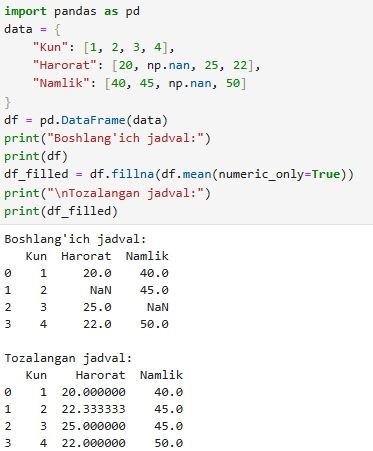 import pandas as pd
data = {
    "Kun": [1, 2, 3, 4],
    "Harorat": [20, np.nan, 25, 22],
    "Namlik": [40, 45, np.nan, 50]
}
df = pd.DataFrame(data)
print("Boshlang'ich jadval:")
print(df)
df_filled = df.fillna(df.mean(numeric_only=True))
print("\nTozalangan jadval:")
print(df_filled)
Boshlang'ich jadval:
   Kun  Harorat  Namlik
0    1     20.0    40.0
1    2      NaN    45.0
2    3     25.0     NaN
3    4     22.0    50.0

Tozalangan jadval:
   Kun    Harorat  Namlik
0    1  20.000000    40.0
1    2  22.333333    45.0
2    3  25.000000    45.0
3    4  22.000000    50.0